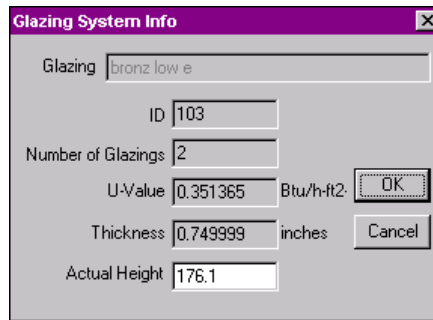 Glazing System Info
Glazing bronz low e
ID 103
Number of Glazings 2
U-Value 0.351365 Btu/h-ft2- OK
Thickness 0.749999 inches Cancel
Actual Height 176.1